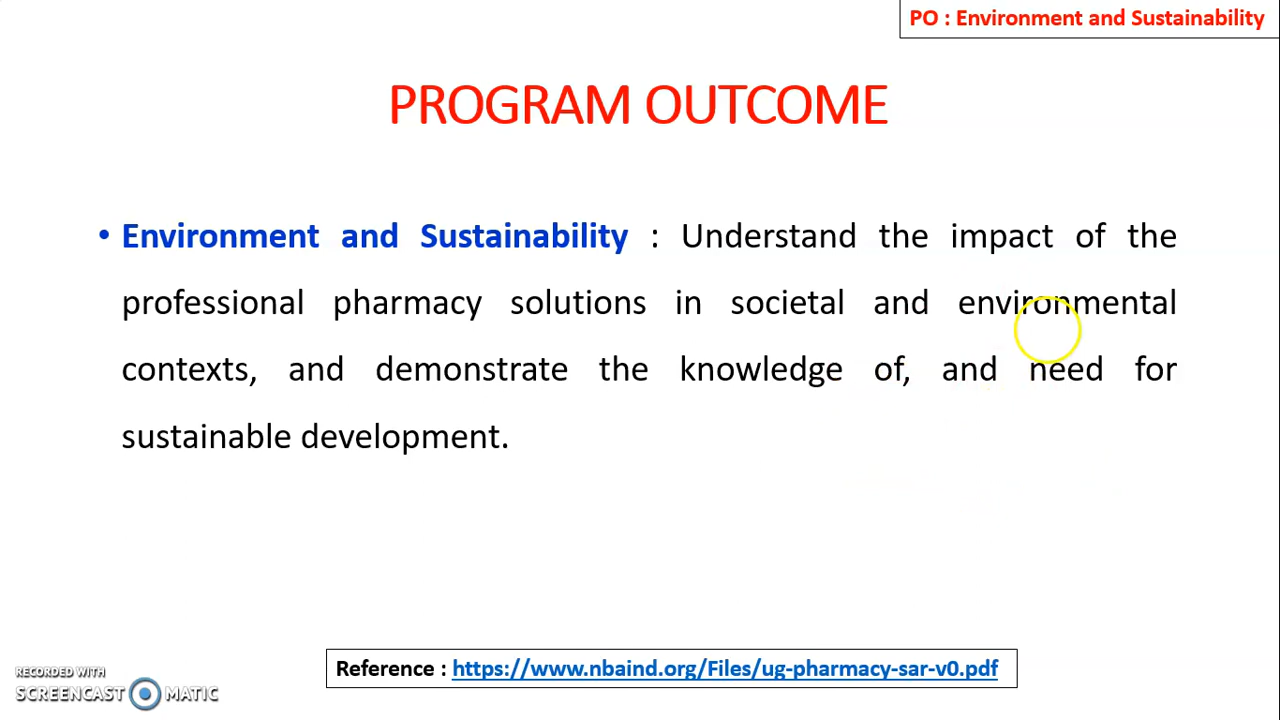 PO : Environment and Sustainability
PROGRAM OUTCOME
• Environment and Sustainability : Understand the impact of the
professional pharmacy solutions in societal and environmental
contexts, and demonstrate the knowledge of, and need for
sustainable development.
Reference : https://www.nbaind.org/Files/ug-pharmacy-sar-v0.pdf
RECORDED WITH
SCREENCAST MATIC